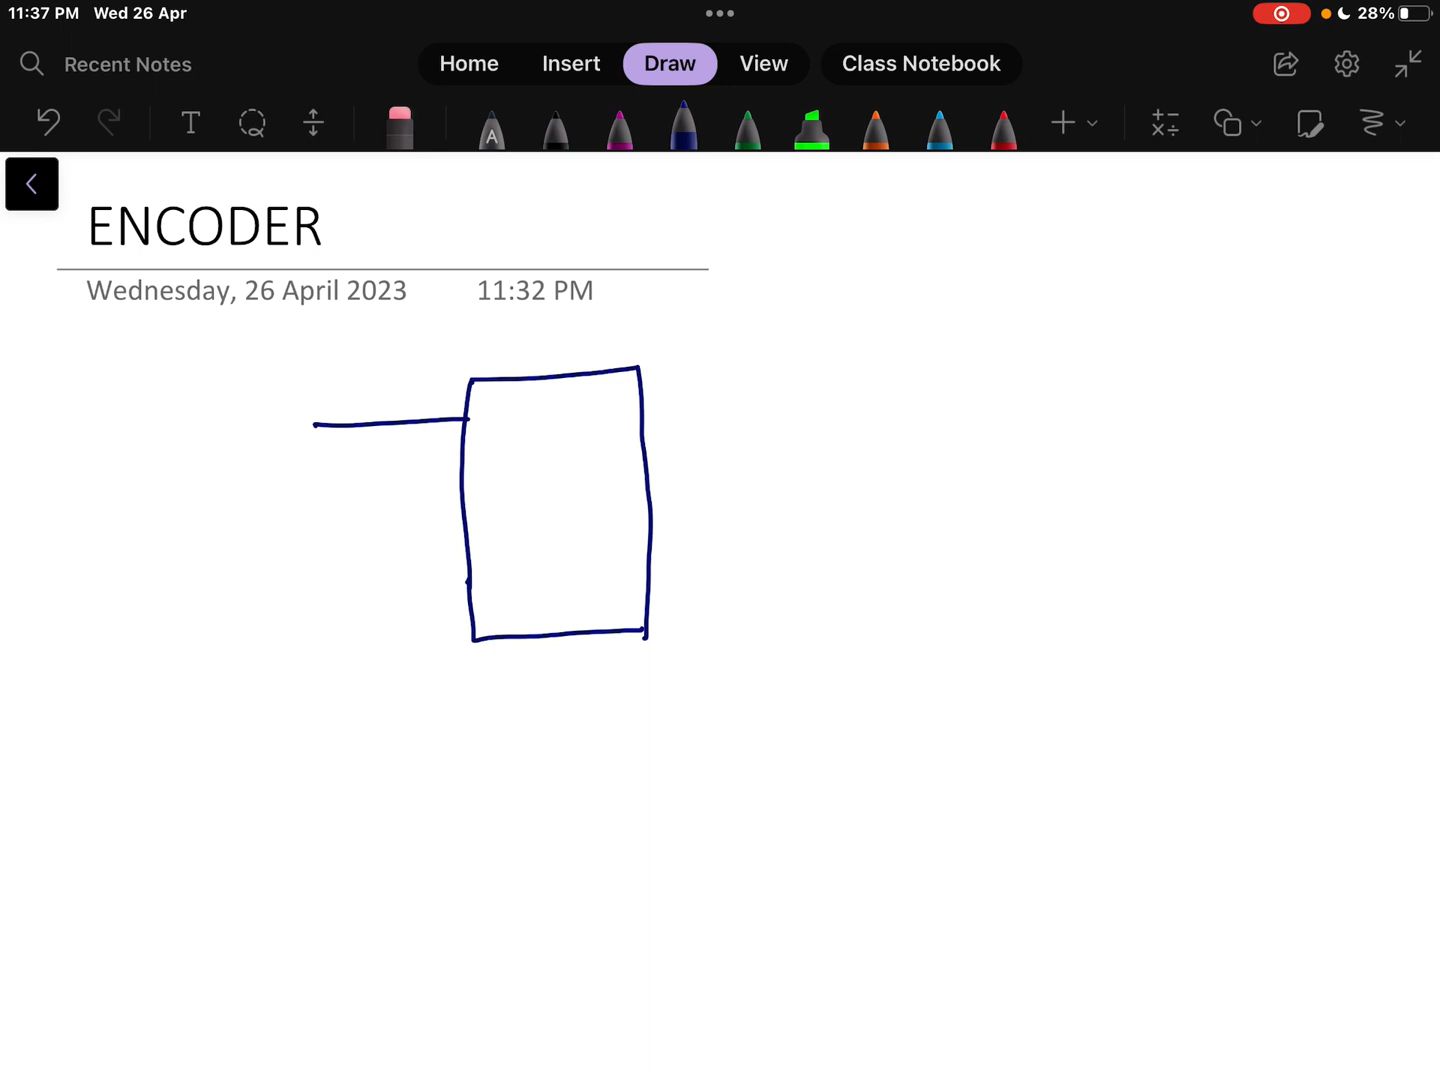 11:37 PM Wed 26 Apr
28%
Recent Notes
Home Insert Draw View Class Notebook
T
A
ENCODER
Wednesday, 26 April 2023 11:32 PM